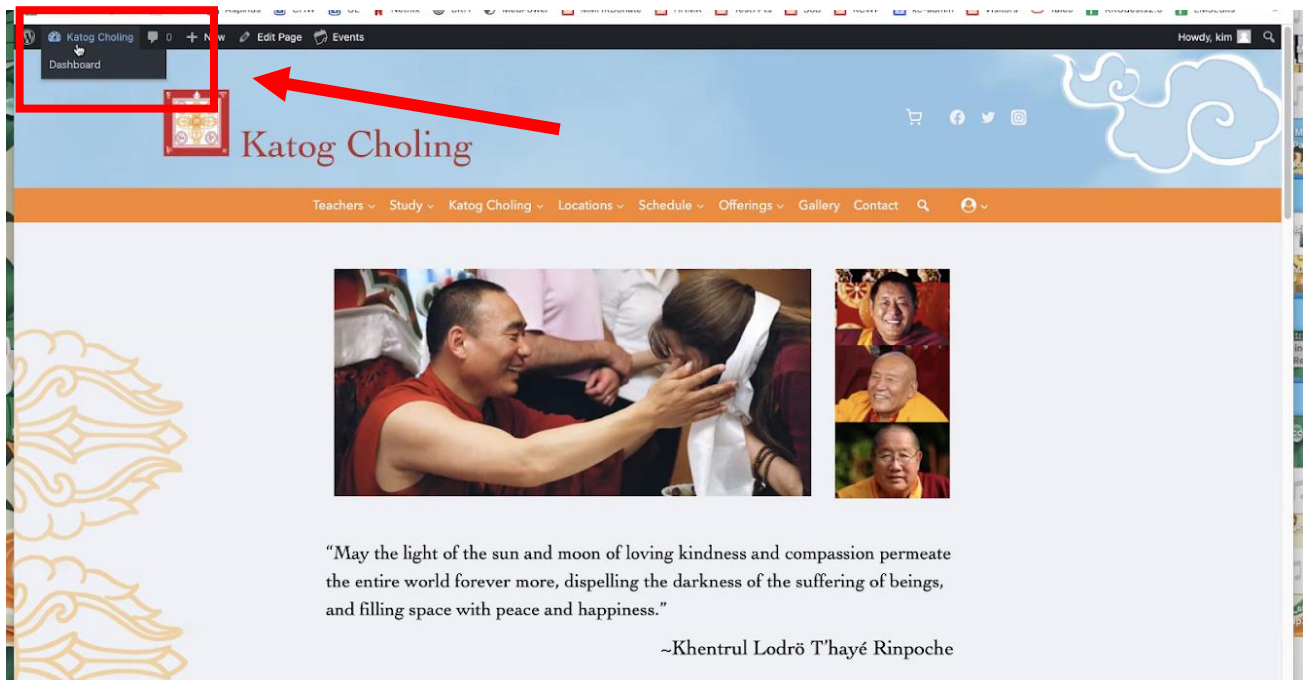 Katog Choling 0 + New Edit Page Events Howdy, kim
Dashboard
Katog Choling
Teachers Study Katog Choling Locations Schedule Offerings Gallery Contact
“May the light of the sun and moon of loving kindness and compassion permeate
the entire world forever more, dispelling the darkness of the suffering of beings,
and filling space with peace and happiness.”
~Khentrul Lodrö T’hayé Rinpoche